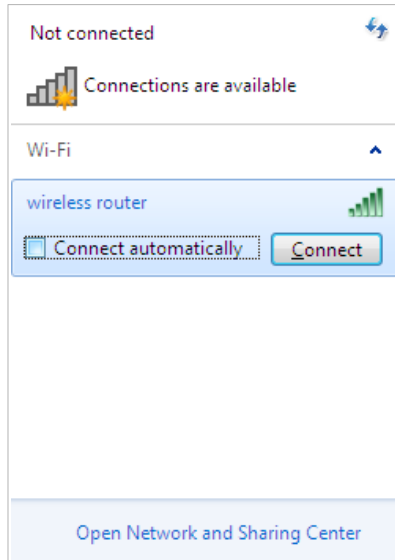 Not connected
Connections are available
Wi-Fi
wireless router
Connect automatically
Connect
Open Network and Sharing Center